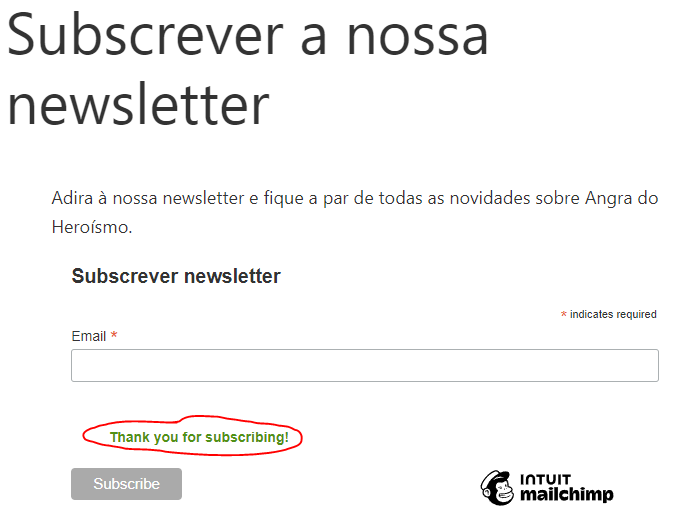 Subscrever a nossa
newsletter
Adira à nossa newsletter e fique a par de todas as novidades sobre Angra do
Heroísmo.
Subscrever newsletter
* indicates required
Email *
Thank you for subscribing!
Subscribe
INTUIT
mailchimp